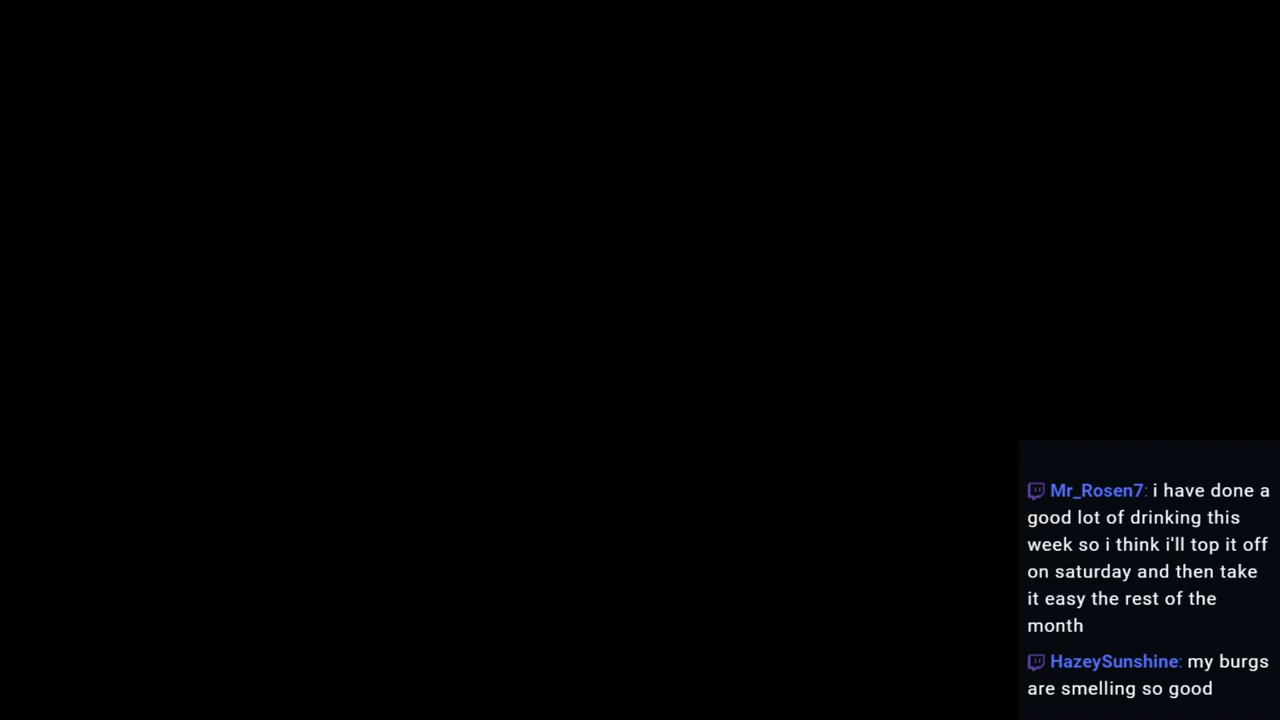 Mr_Rosen7: i have done a
good lot of drinking this
week so i think i'll top it off
on saturday and then take
it easy the rest of the
month
HazeySunshine: my burgs
are smelling so good